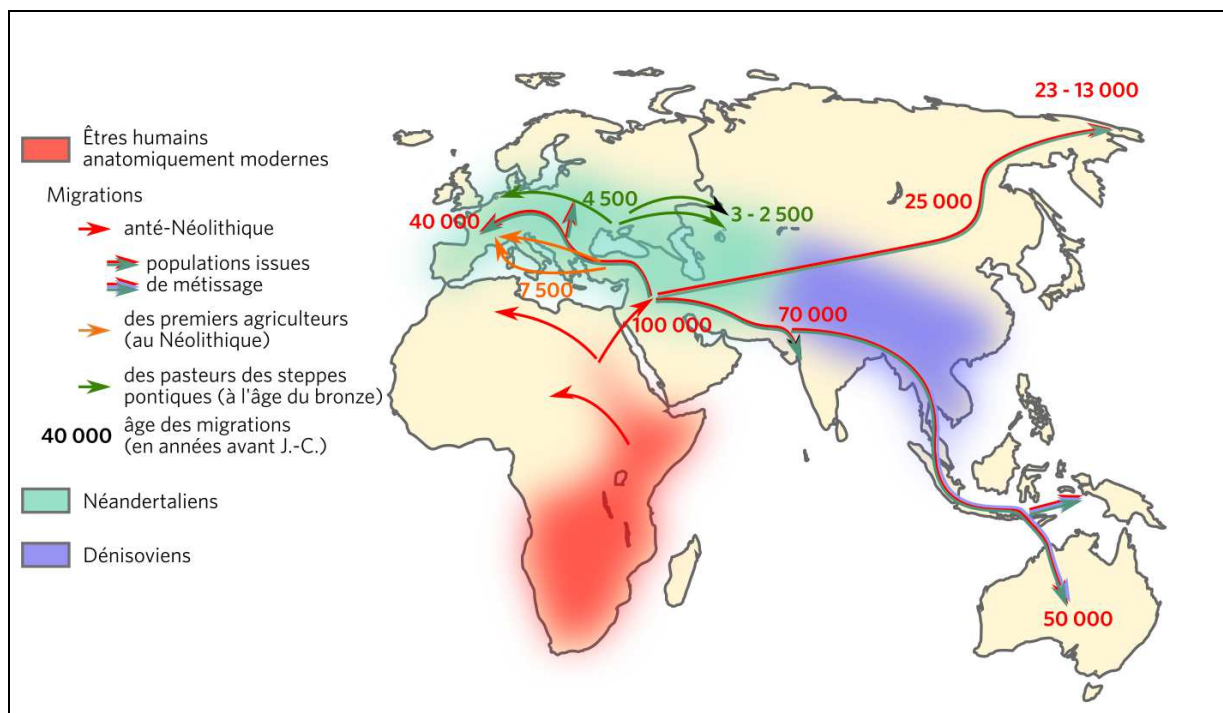 Êtres humains
anatomiquement modernes
Migrations
anté-Néolithique
populations issues
de métissage
des premiers agriculteurs
(au Néolithique)
des pasteurs des steppes
pontiques (à l'âge du bronze)
40 000 âge des migrations
(en années avant J.-C.)
Néandertaliens
Dénisoviens
23 - 13 000
4 500
40 000
3 - 2 500
25 000
7 500
100 000
70 000
50 000